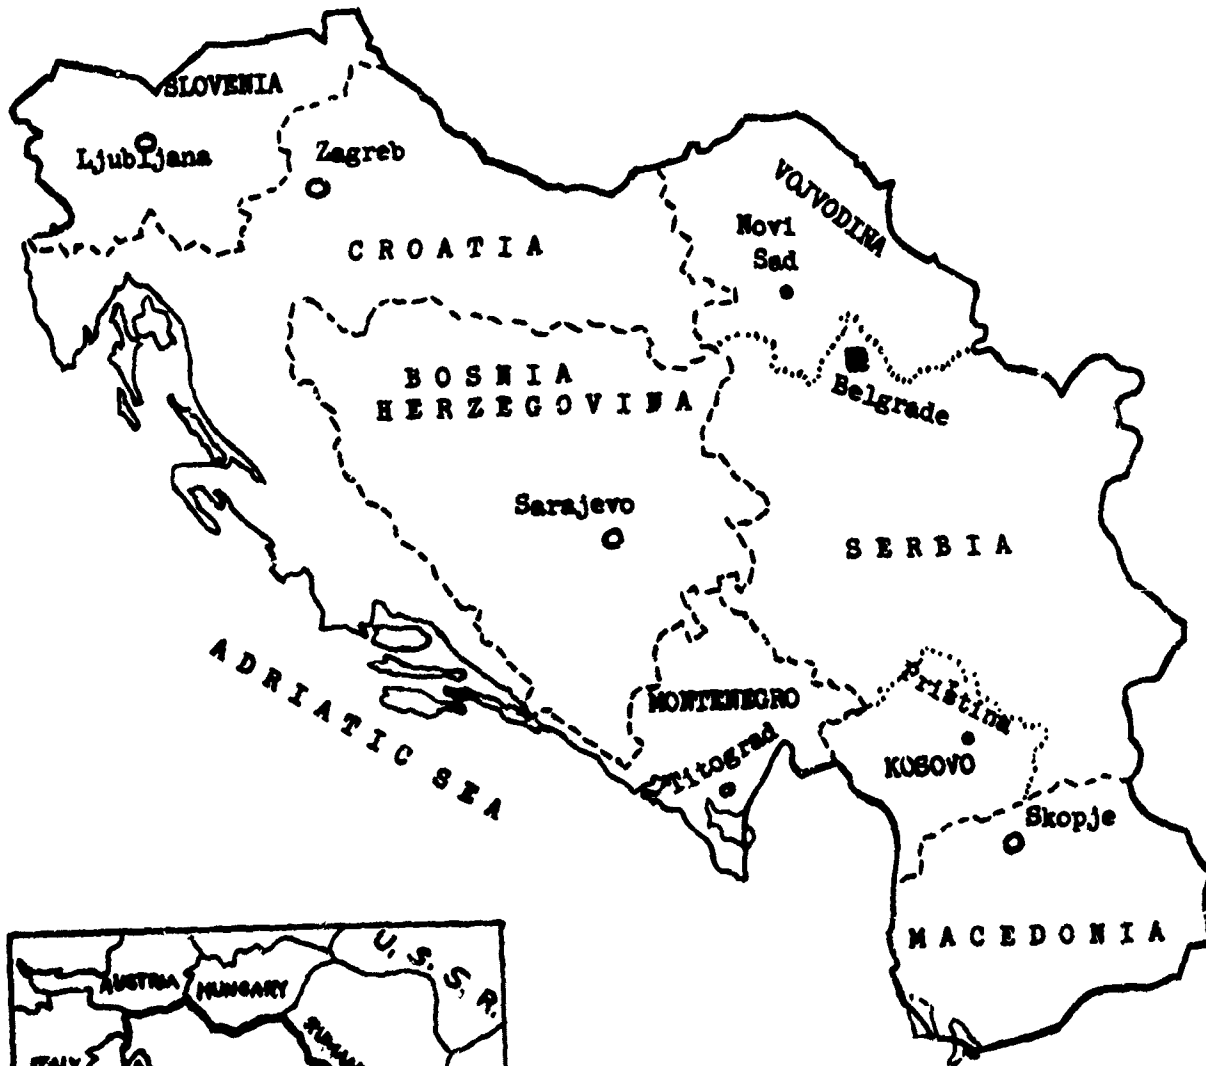 SLOVENIA
Ljubljana
Zagreb
CROATIA
VOJVODINA
Novi
Sad
Belgrade
BOSNIA
HERZEGOVINA
Sarajevo
SERBIA
ADRIATIC SEA
MONTENEGRO
Titograd
Priština
KOSOVO
Skopje
MACEDONIA
U.S.S.R.
AUSTRIA
HUNGARY
ITALY